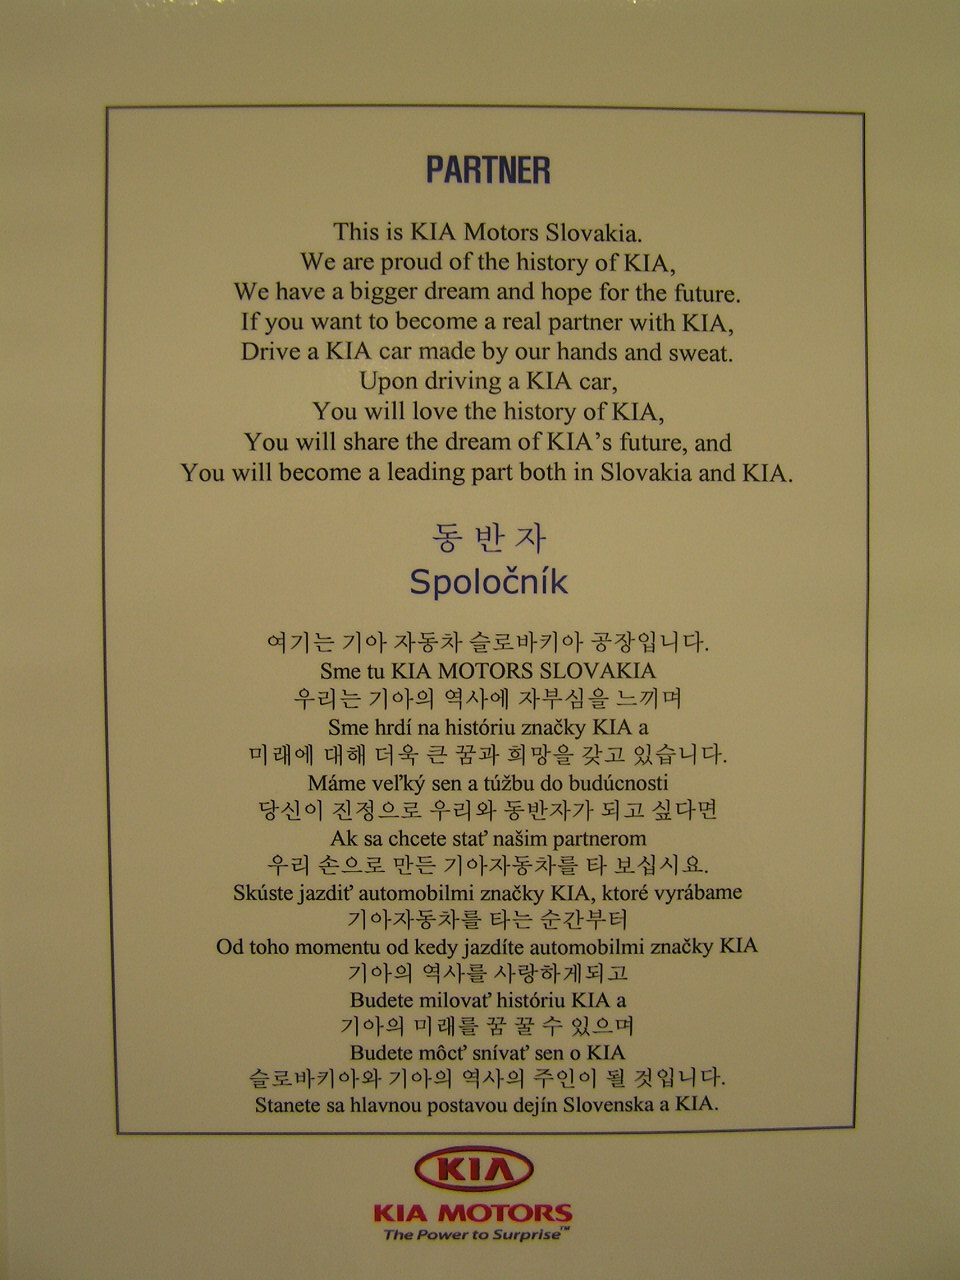 PARTNER
This is KIA Motors Slovakia.
We are proud of the history of KIA,
We have a bigger dream and hope for the future.
If you want to become a real partner with KIA,
Drive a KIA car made by our hands and sweat.
Upon driving a KIA car,
You will love the history of KIA,
You will share the dream of KIA's future, and
You will become a leading part both in Slovakia and KIA.
동 반 자
Spoločník
여기는 기아 자동차 슬로바키아 공장입니다.
Sme tu KIA MOTORS SLOVAKIA
우리는 기아의 역사에 자부심을 느끼며
Sme hrdí na históriu značky KIA a
미래에 대해 더욱 큰 꿈과 희망을 갖고 있습니다.
Máme veľký sen a túžbu do budúcnosti
당신이 진정으로 우리와 동반자가 되고 싶다면
Ak sa chcete stať našim partnerom
우리 손으로 만든 기아자동차를 타 보십시요.
Skúste jazdiť automobilmi značky KIA, ktoré vyrábame
기아자동차를 타는 순간부터
Od toho momentu od kedy jazdíte automobilmi značky KIA
기아의 역사를 사랑하게되고
Budete milovať históriu KIA a
기아의 미래를 꿈 꿀 수 있으며
Budete môcť snívať sen o KIA
슬로바키아와 기아의 역사의 주인이 될 것입니다.
Stanete sa hlavnou postavou dejín Slovenska a KIA.
KIA
KIA MOTORS
The Power to Surprise™